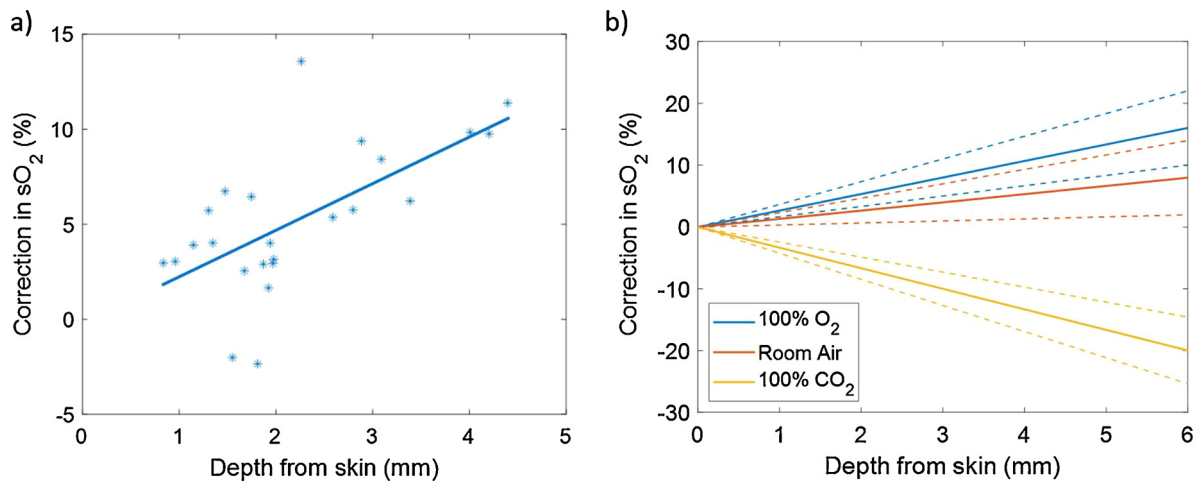 a)
Correction in sO2 (%)
15
10
5
0
-5
0 1 2 3 4 5
Depth from skin (mm)
b)
Correction in sO2 (%)
30
20
10
0
-10
-20
-30
100% O2
Room Air
100% CO2
0 1 2 3 4 5 6
Depth from skin (mm)